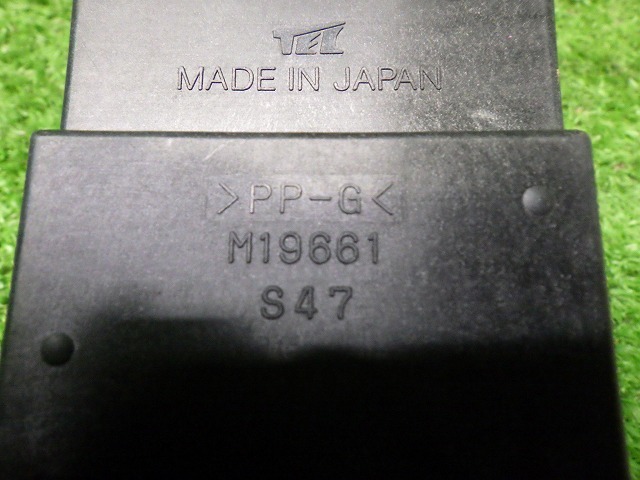 TEC
MADE IN JAPAN
>PP-G<
M19661
S47